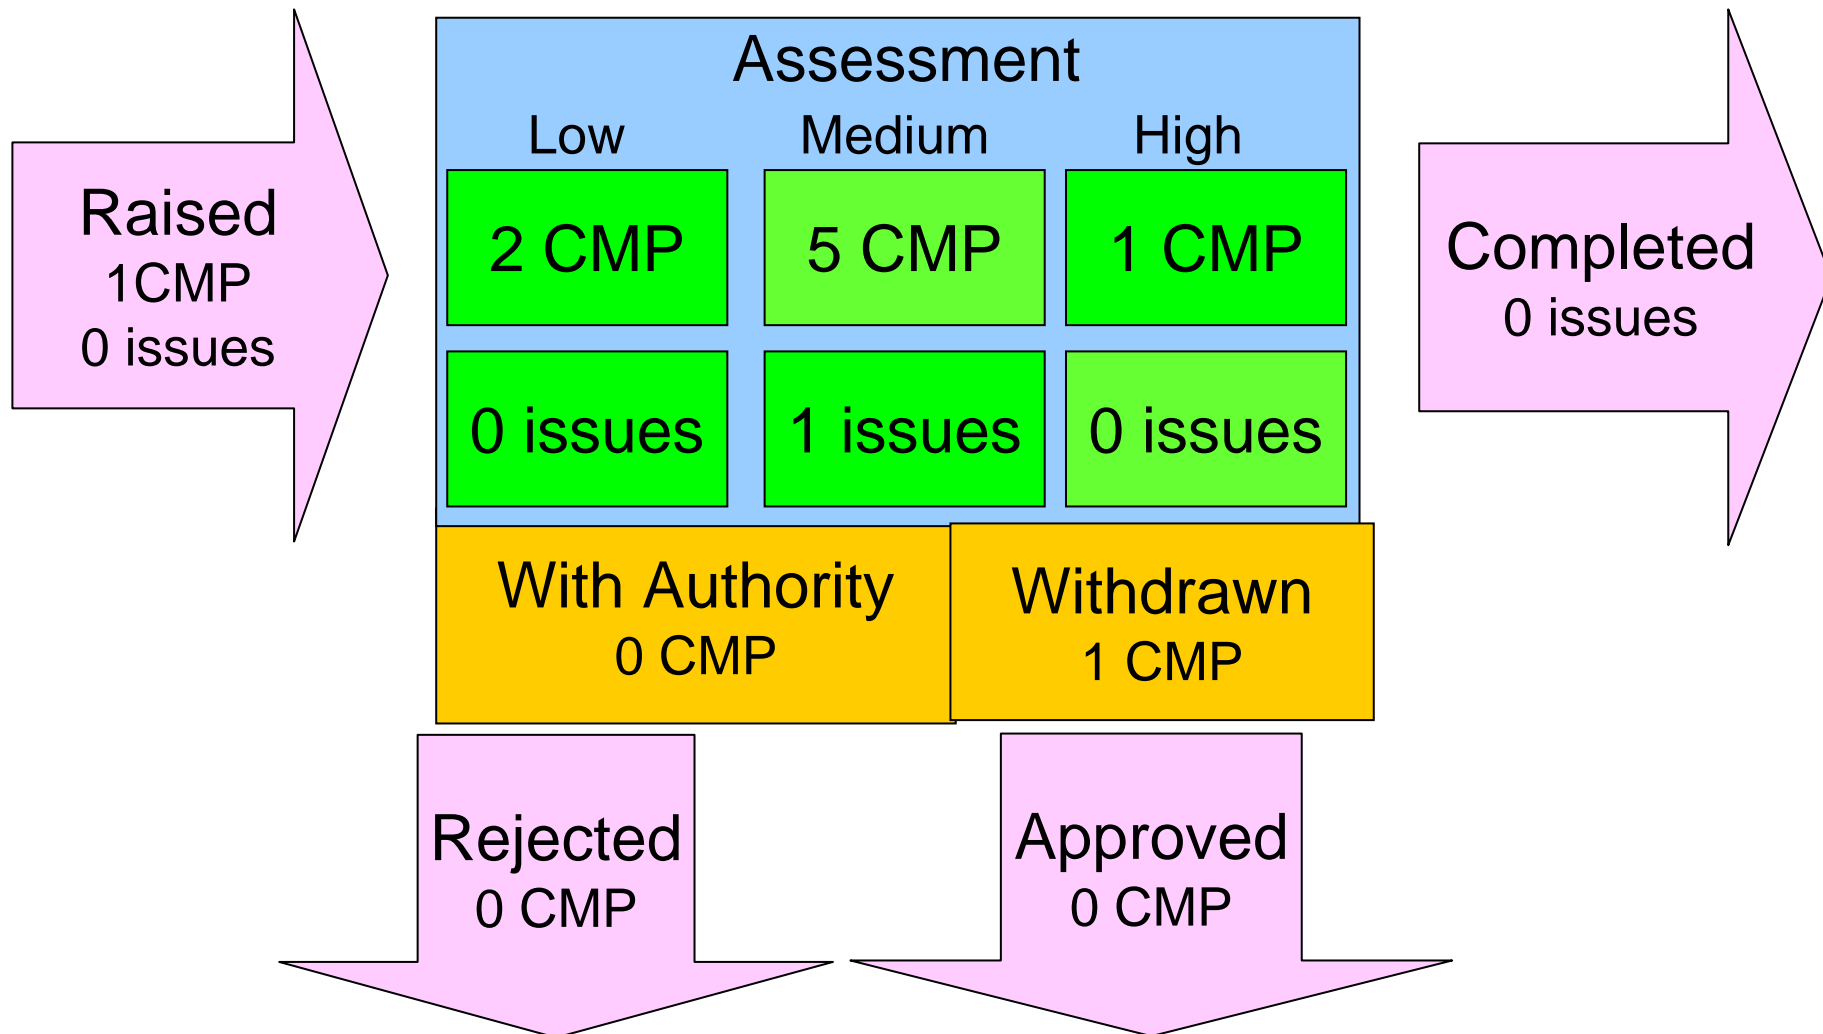 Raised
1CMP
0 issues
Assessment
Low Medium High
2 CMP 5 CMP 1 CMP
0 issues 1 issues 0 issues
Completed
0 issues
With Authority
0 CMP
Withdrawn
1 CMP
Rejected
0 CMP
Approved
0 CMP